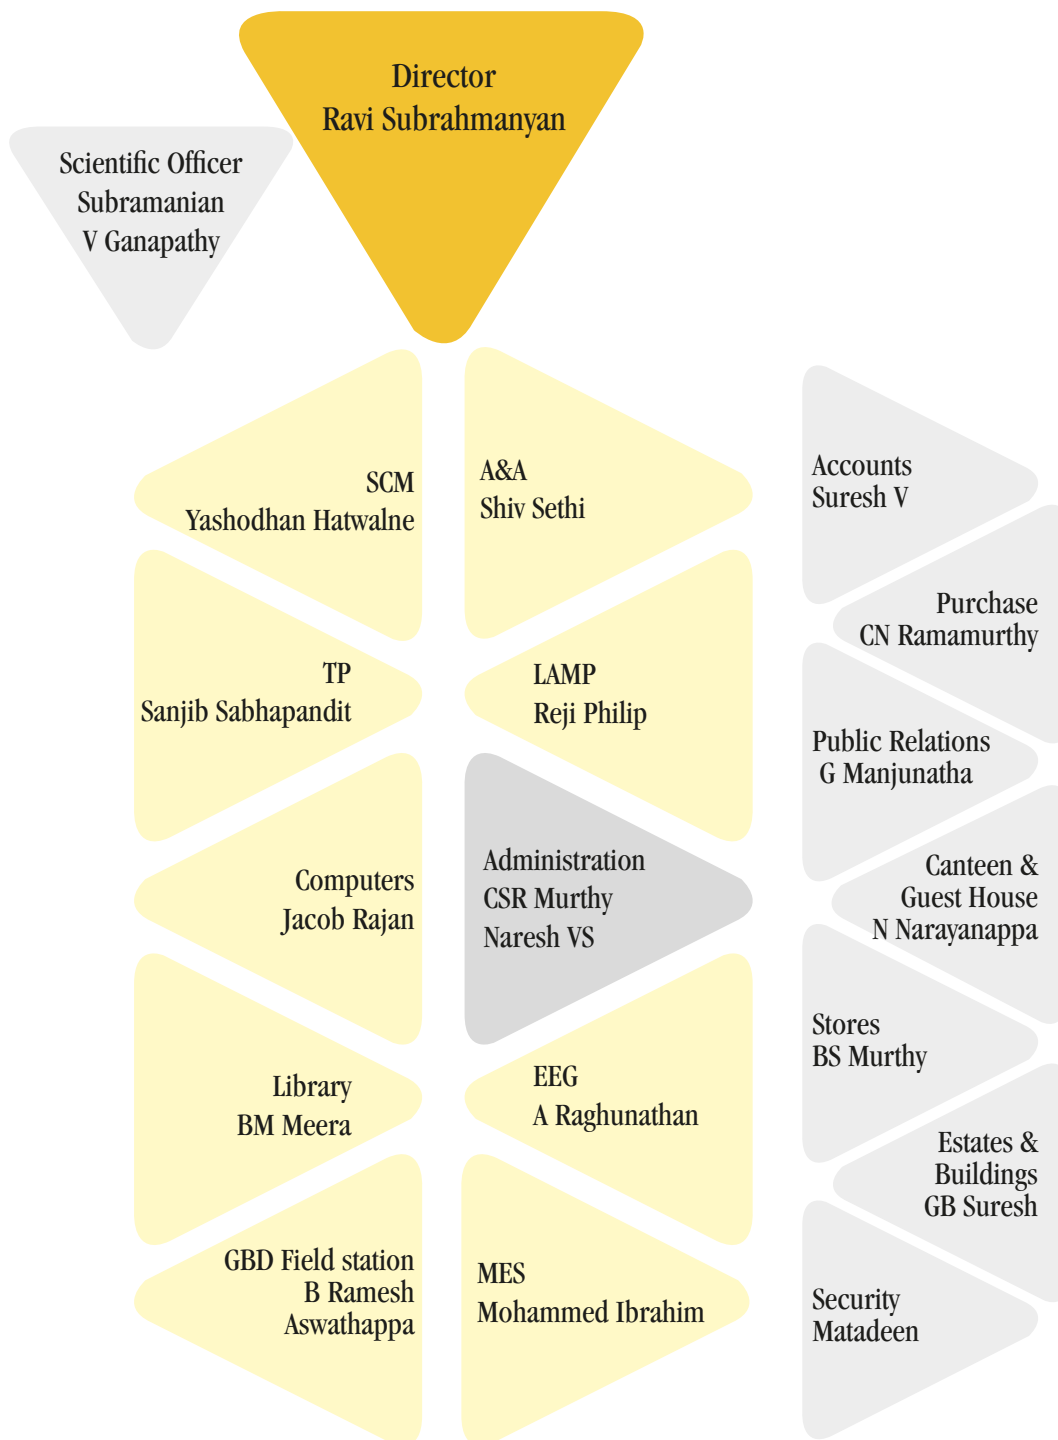 Director
Ravi Subrahmanyan
Scientific Officer
Subramanian
V Ganapathy
SCM
Yashodhan Hatwalne
A&A
Shiv Sethi
TP
Sanjib Sabhapandit
LAMP
Reji Philip
Computers
Jacob Rajan
Administration
CSR Murthy
Naresh VS
Library
BM Meera
EEG
A Raghunathan
GBD Field station
B Ramesh
Aswathappa
MES
Mohammed Ibrahim
Accounts
Suresh V
Purchase
CN Ramamurthy
Public Relations
G Manjunatha
Canteen &
Guest House
N Narayanappa
Stores
BS Murthy
Estates &
Buildings
GB Suresh
Security
Matadeen